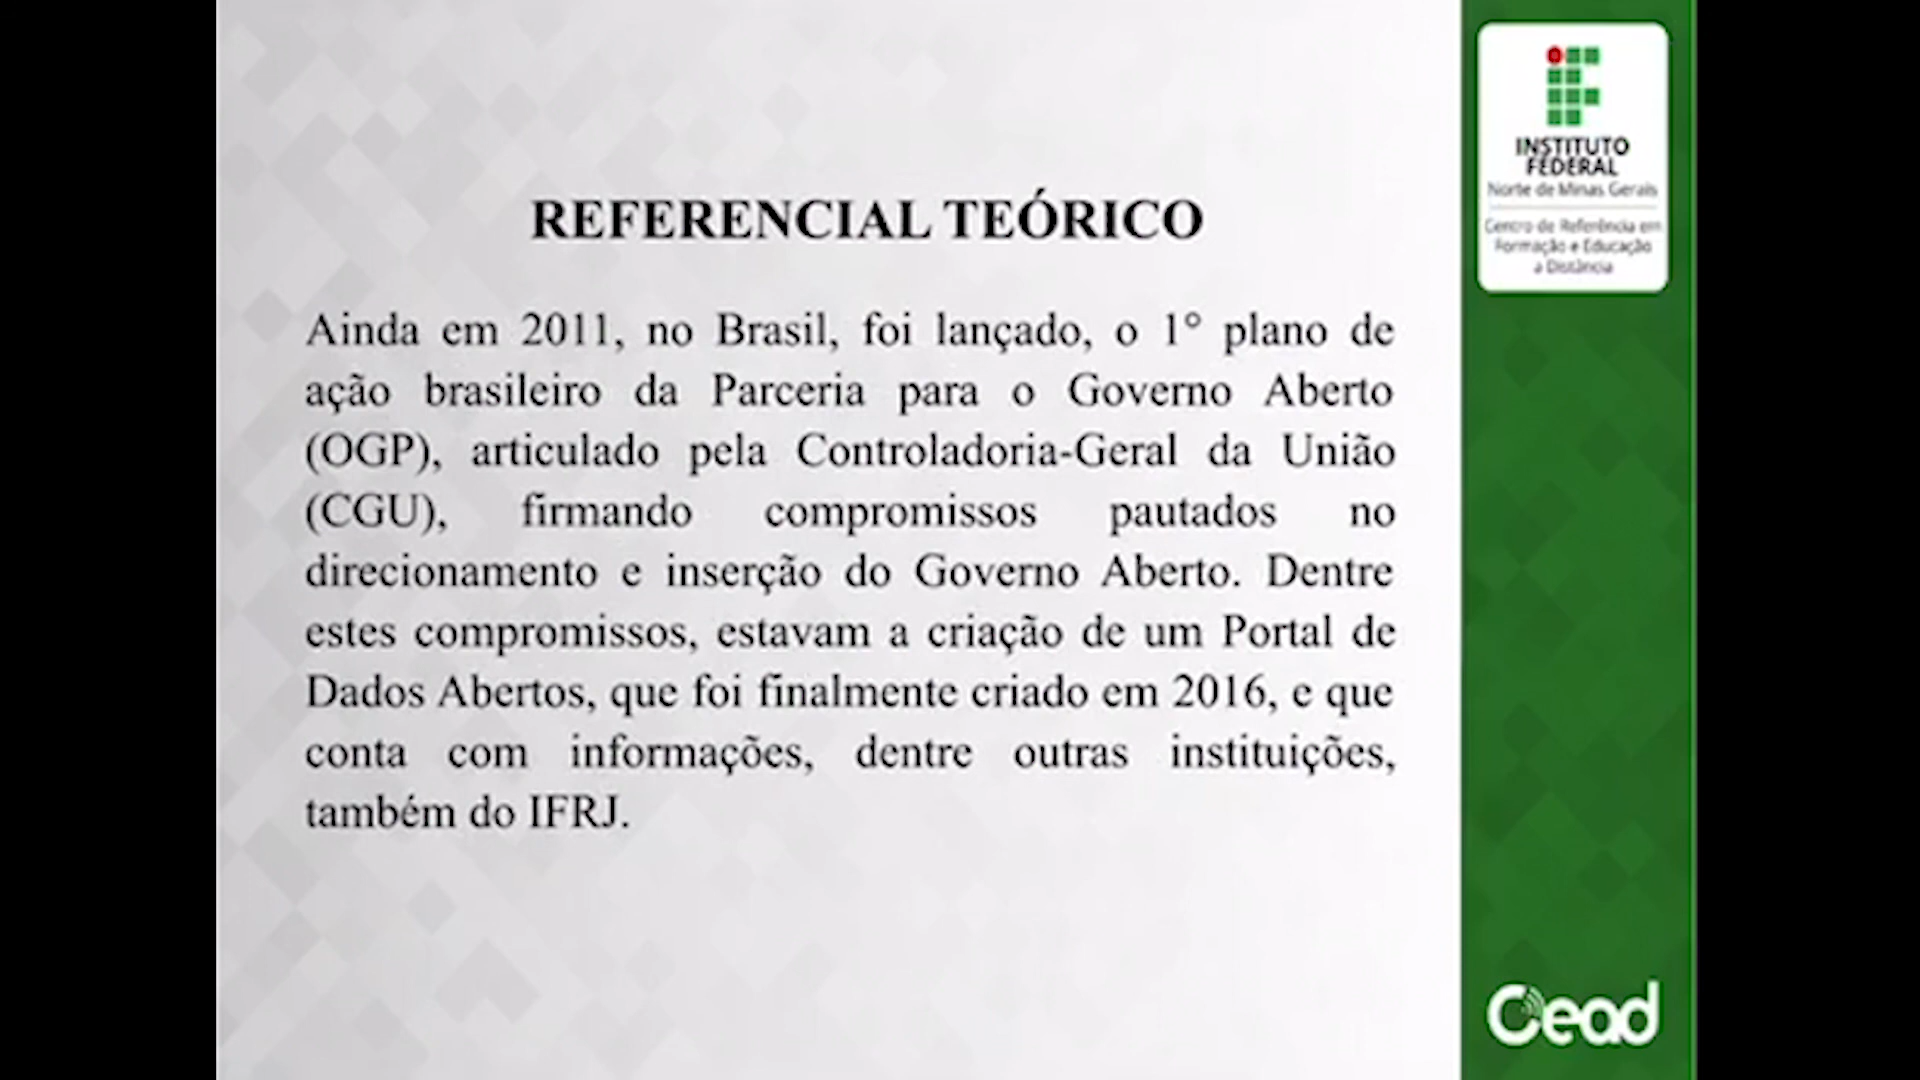 REFERENCIAL TEÓRICO
Ainda em 2011, no Brasil, foi lançado, o 1° plano de
ação brasileiro da Parceria para o Governo Aberto
(OGP), articulado pela Controladoria-Geral da União
(CGU), firmando compromissos pautados no
direcionamento e inserção do Governo Aberto. Dentre
estes compromissos, estavam a criação de um Portal de
Dados Abertos, que foi finalmente criado em 2016, e que
conta com informações, dentre outras instituições,
também do IFRJ.
INSTITUTO
FEDERAL
Norte de Minas Gerais
Centro de Referência em
Formação e Educação
a Distância
Cead